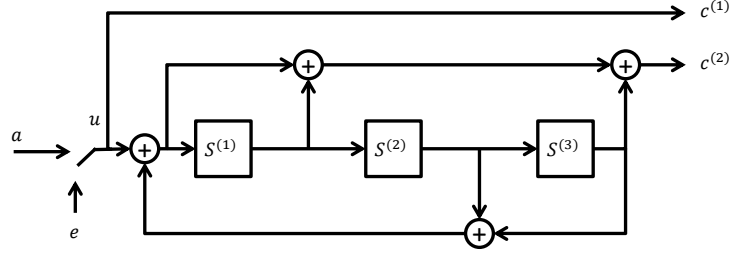 c⁽¹⁾
+ + c⁽²⁾
u
a + S⁽¹⁾ S⁽²⁾ S⁽³⁾
e +